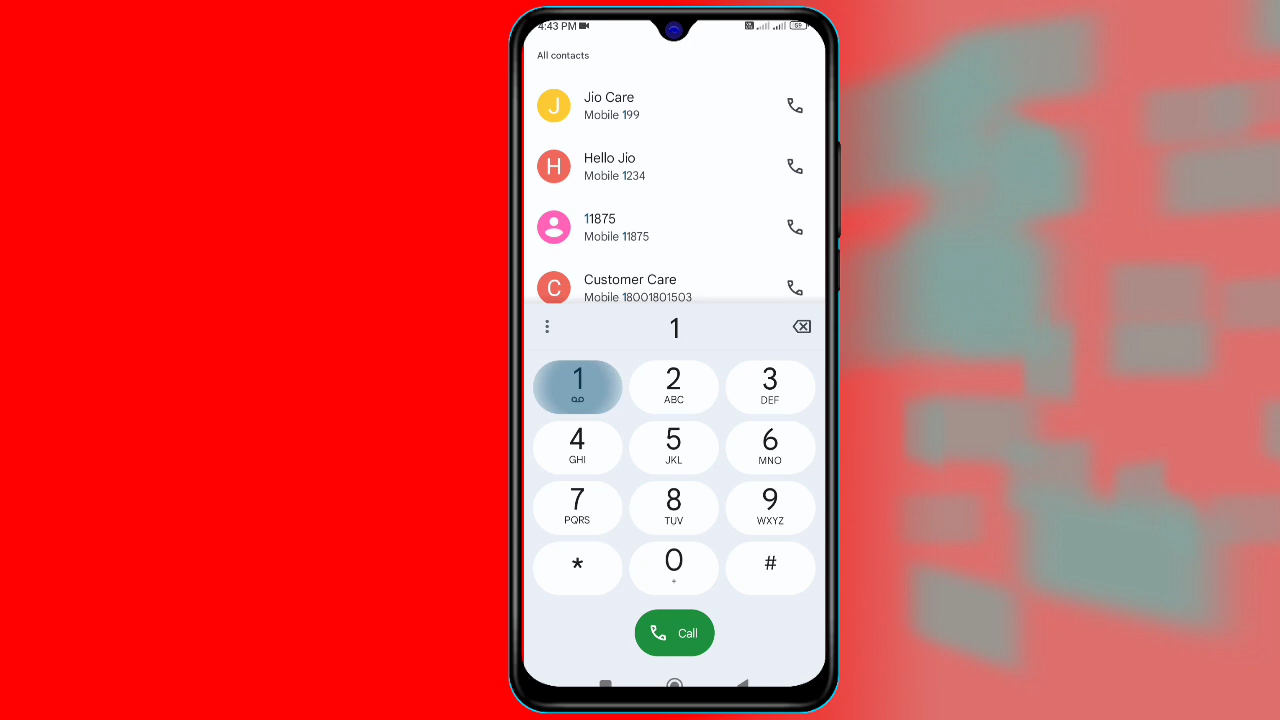 4:43 PM
59
All contacts
J
Jio Care
Mobile 199
H
Hello Jio
Mobile 1234
11875
Mobile 11875
C
Customer Care
Mobile 18001801503
1
1
2
ABC
3
DEF
4
GHI
5
JKL
6
MNO
7
PQRS
8
TUV
9
WXYZ
*
0
+
#
Call